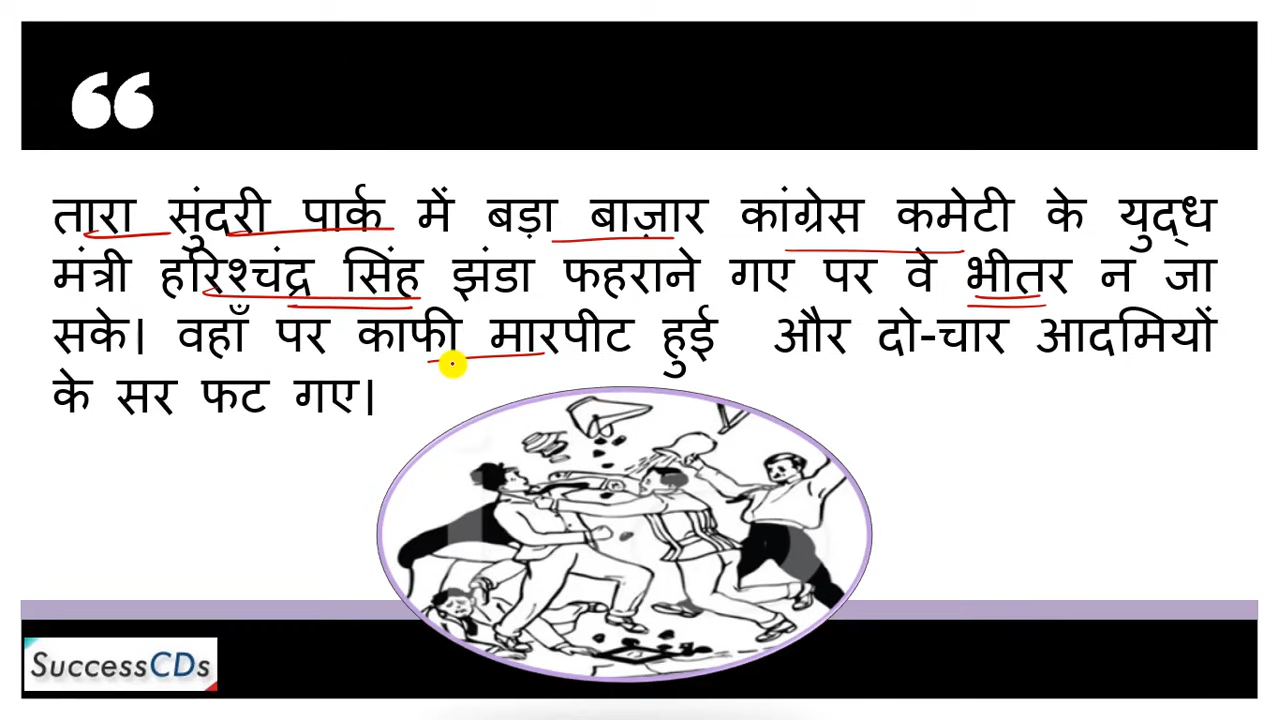 तारा सुंदरी पार्क में बड़ा बाज़ार कांग्रेस कमेटी के युद्ध
मंत्री हरिश्चंद्र सिंह झंडा फहराने गए पर वे भीतर न जा
सके। वहाँ पर काफी मारपीट हुई और दो-चार आदमियों
के सर फट गए।
SuccessCDs